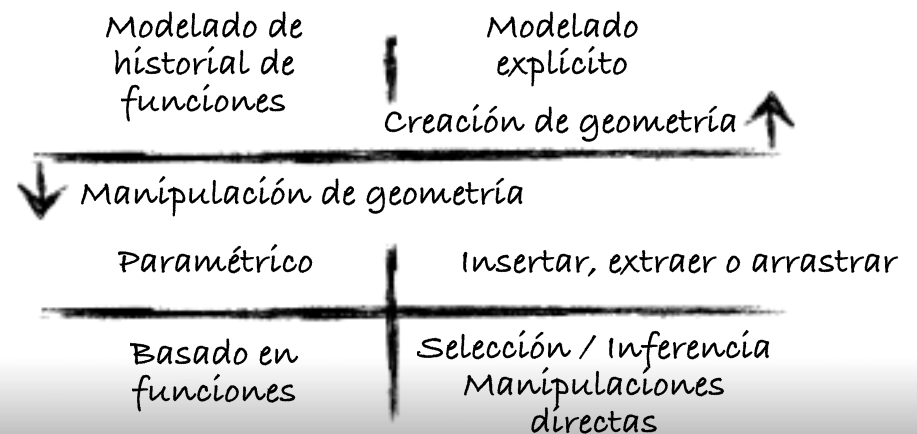 Modelado de
historial de
funciones
Modelado
explícito
Creación de geometría
Manipulación de geometría
Paramétrico
Insertar, extraer o arrastrar
Basado en
funciones
Selección / Inferencia
Manipulaciones
directas